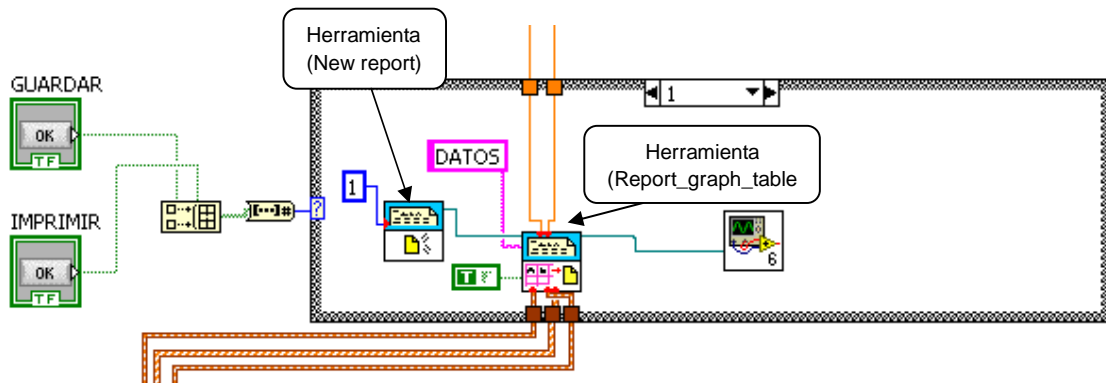 Herramienta
(New report)
GUARDAR
OK
TF
1
DATOS
Herramienta
(Report_graph_table
1
?
#
IMPRIMIR
OK
TF
T
6